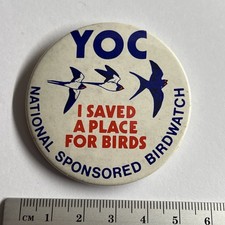 YOC
I SAVED
A PLACE
FOR BIRDS
NATIONAL SPONSORED BIRDWATCH
CM 1 2 3 4 5 6